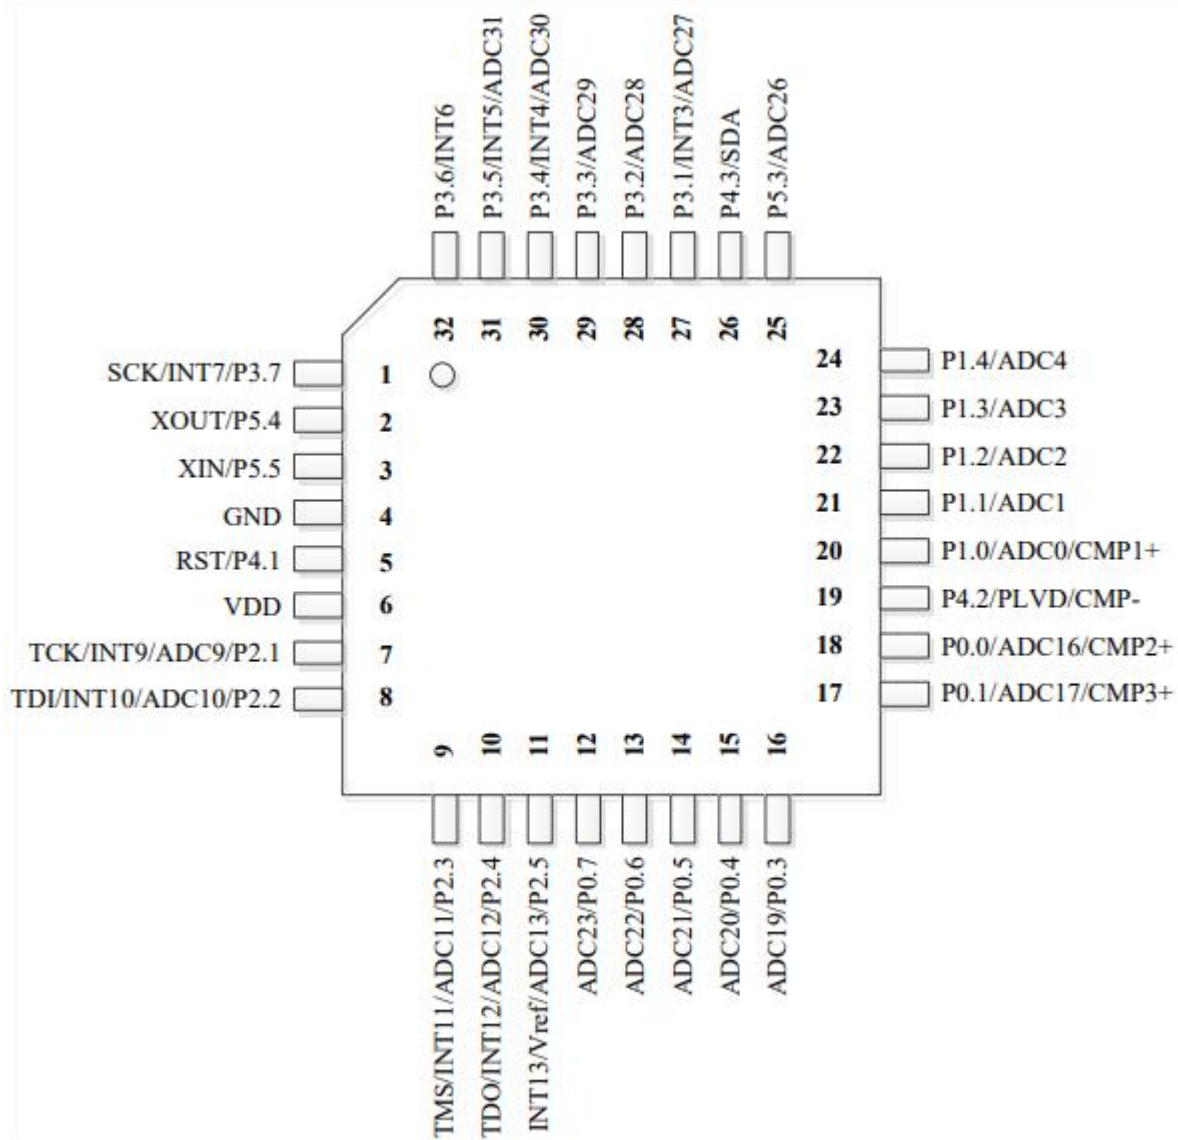 P3.6/INT6
P3.5/INT5/ADC31
P3.4/INT4/ADC30
P3.3/ADC29
P3.2/ADC28
P3.1/INT3/ADC27
P4.3/SDA
P5.3/ADC26
32
31
30
29
28
27
26
25
SCK/INT7/P3.7 1
XOUT/P5.4 2
XIN/P5.5 3
GND 4
RST/P4.1 5
VDD 6
TCK/INT9/ADC9/P2.1 7
TDI/INT10/ADC10/P2.2 8
24 P1.4/ADC4
23 P1.3/ADC3
22 P1.2/ADC2
21 P1.1/ADC1
20 P1.0/ADC0/CMP1+
19 P4.2/PLVD/CMP-
18 P0.0/ADC16/CMP2+
17 P0.1/ADC17/CMP3+
9
10
11
12
13
14
15
16
TMS/INT11/ADC11/P2.3
TDO/INT12/ADC12/P2.4
INT13/Vref/ADC13/P2.5
ADC23/P0.7
ADC22/P0.6
ADC21/P0.5
ADC20/P0.4
ADC19/P0.3